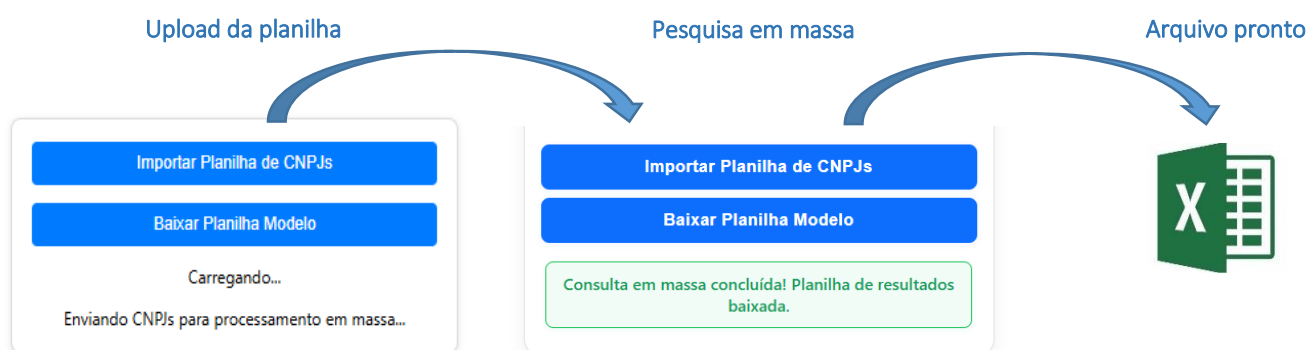 Upload da planilha
Pesquisa em massa
Arquivo pronto
Importar Planilha de CNPJs
Baixar Planilha Modelo
Carregando...
Enviando CNPJs para processamento em massa...
Importar Planilha de CNPJs
Baixar Planilha Modelo
Consulta em massa concluída! Planilha de resultados
baixada.
X